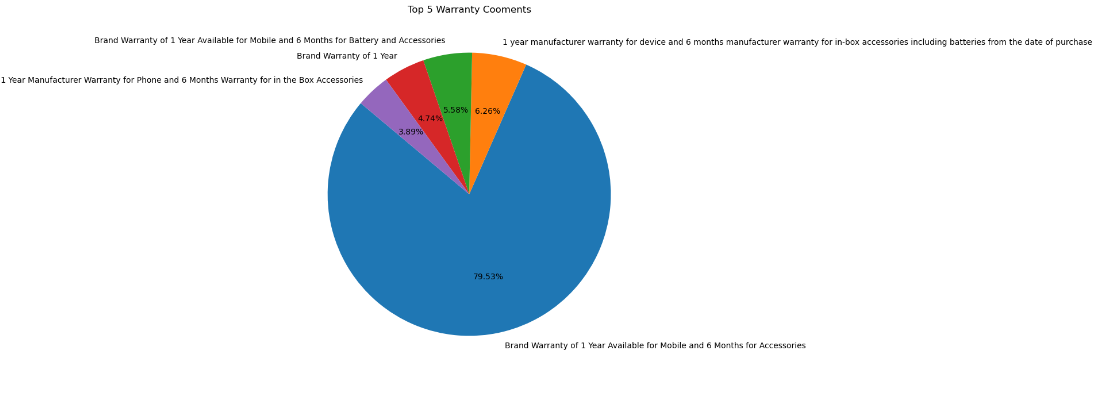 Top 5 Warranty Cooments
Brand Warranty of 1 Year Available for Mobile and 6 Months for Battery and Accessories
1 year manufacturer warranty for device and 6 months manufacturer warranty for in-box accessories including batteries from the date of purchase
Brand Warranty of 1 Year
1 Year Manufacturer Warranty for Phone and 6 Months Warranty for in the Box Accessories
5.58%
6.26%
4.74%
3.89%
79.53%
Brand Warranty of 1 Year Available for Mobile and 6 Months for Accessories